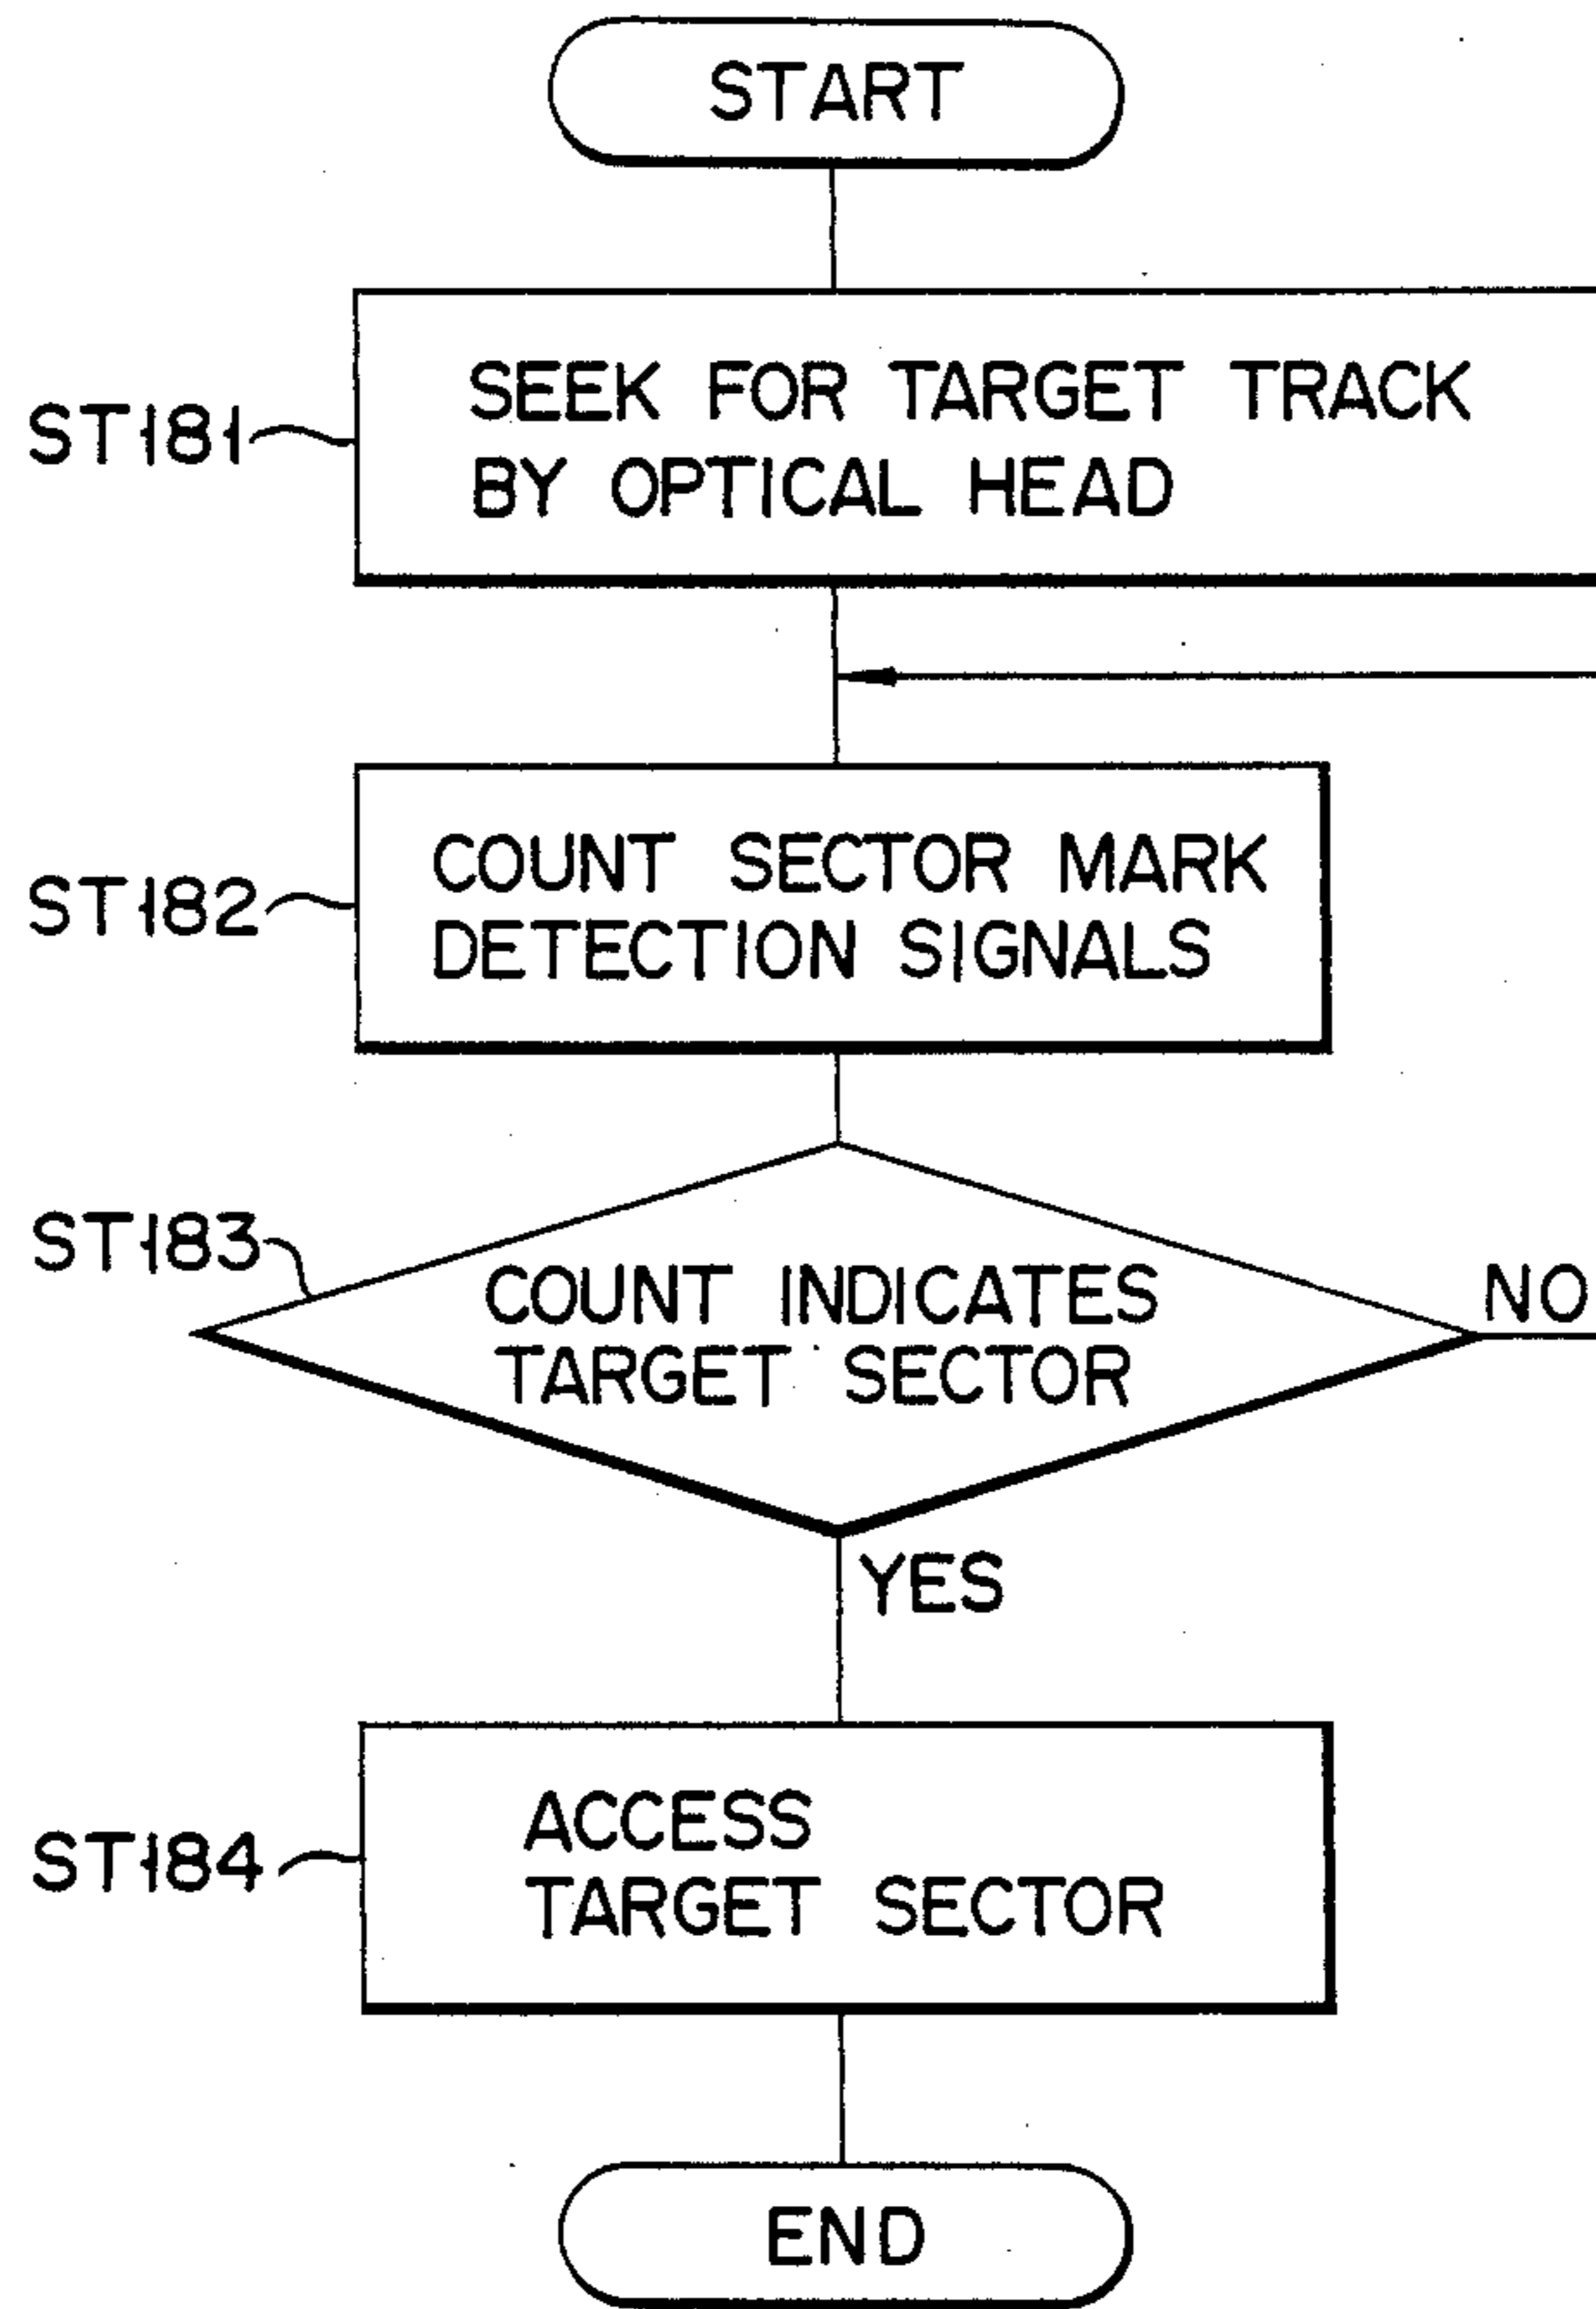 START
ST181
SEEK FOR TARGET TRACK
BY OPTICAL HEAD
ST182
COUNT SECTOR MARK
DETECTION SIGNALS
ST183
COUNT INDICATES
TARGET SECTOR
NO
YES
ST184
ACCESS
TARGET SECTOR
END